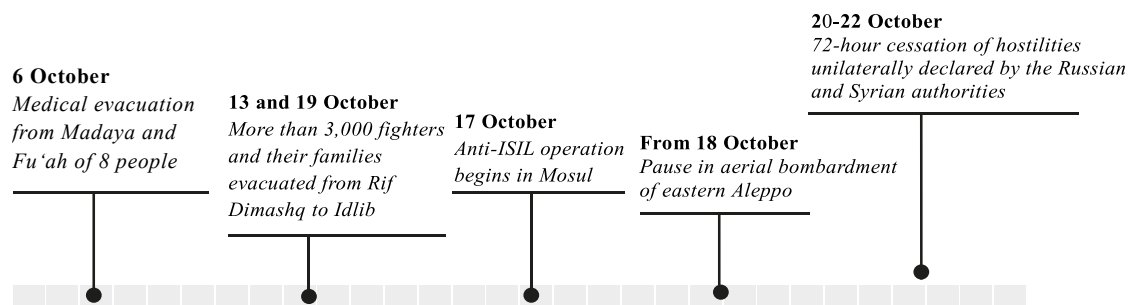 6 October
Medical evacuation
from Madaya and
Fu‘ah of 8 people
13 and 19 October
More than 3,000 fighters
and their families
evacuated from Rif
Dimashq to Idlib
17 October
Anti-ISIL operation
begins in Mosul
From 18 October
Pause in aerial bombardment
of eastern Aleppo
20-22 October
72-hour cessation of hostilities
unilaterally declared by the Russian
and Syrian authorities